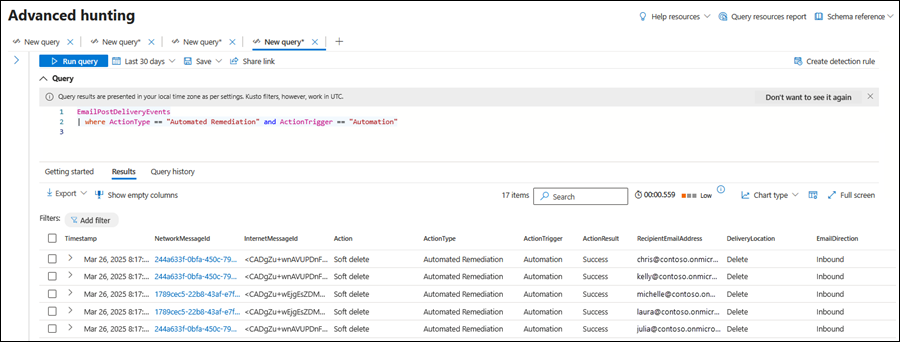 Advanced hunting
Help resources Query resources report Schema reference
New query New query* New query* New query*
Run query Last 30 days Save Share link Create detection rule
Query
Query results are presented in your local time zone as per settings. Kusto filters, however, work in UTC. Don't want to see it again
1 EmailPostDeliveryEvents
2 | where ActionType == "Automated Remediation" and ActionTrigger == "Automation"
3
Getting started Results Query history
Export Show empty columns 17 items Search 00:00.559 Low Chart type Full screen
Filters: Add filter
Timestamp NetworkMessageId InternetMessageId Action ActionType ActionTrigger ActionResult RecipientEmailAddress DeliveryLocation EmailDirection
Mar 26, 2025 8:17:... 244a633f-0bfa-450c-79... <CADgZu+wnAVUPDnF... Soft delete Automated Remediation Automation Success chris@contoso.onmicr... Delete Inbound
Mar 26, 2025 8:17:... 244a633f-0bfa-450c-79... <CADgZu+wnAVUPDnF... Soft delete Automated Remediation Automation Success kelly@contoso.onmicr... Delete Inbound
Mar 26, 2025 8:17:... 1789cec5-22b8-43af-e7f... <CADgZu+wEjgEsZDM... Soft delete Automated Remediation Automation Success michelle@contoso.on... Delete Inbound
Mar 26, 2025 8:17:... 1789cec5-22b8-43af-e7f... <CADgZu+wEjgEsZDM... Soft delete Automated Remediation Automation Success laura@contoso.onmicr... Delete Inbound
Mar 26, 2025 8:17:... 244a633f-0bfa-450c-79... <CADgZu+wnAVUPDnF... Soft delete Automated Remediation Automation Success julia@contoso.onmicro... Delete Inbound